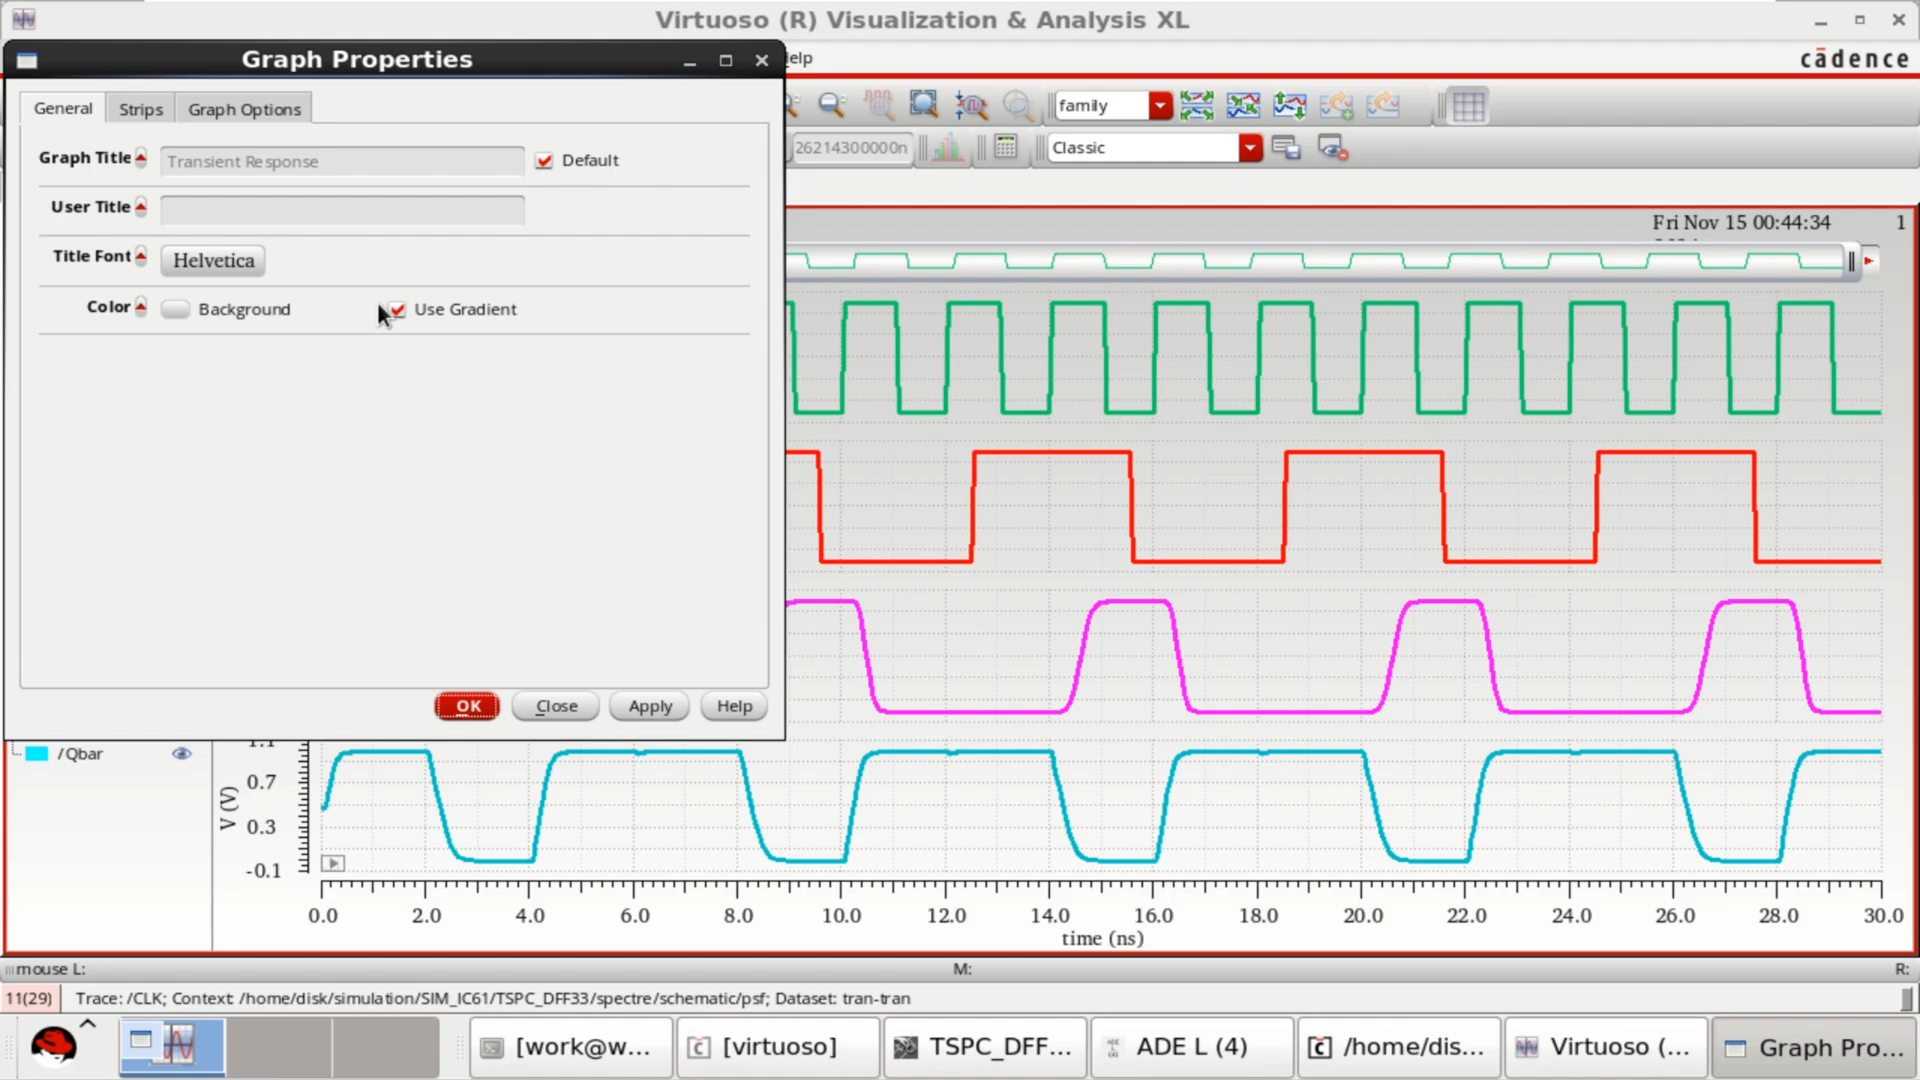 Virtuoso (R) Visualization & Analysis XL
Graph Properties
elp
cādence
General
Strips
Graph Options
family
26214300000n
Classic
Graph Title
Transient Response
Default
User Title
Title Font
Helvetica
Color
Background
Use Gradient
Fri Nov 15 00:44:34
1
OK
Close
Apply
Help
/Qbar
1.1
0.7
0.3
-0.1
V (V)
0.0 2.0 4.0 6.0 8.0 10.0 12.0 14.0 16.0 18.0 20.0 22.0 24.0 26.0 28.0 30.0
time (ns)
mouse L:
M:
R:
11(29)
Trace: /CLK; Context: /home/disk/simulation/SIM_IC61/TSPC_DFF33/spectre/schematic/psf; Dataset: tran-tran
[work@w...
[virtuoso]
TSPC_DFF...
ADE L (4)
/home/dis...
Virtuoso (...
Graph Pro...